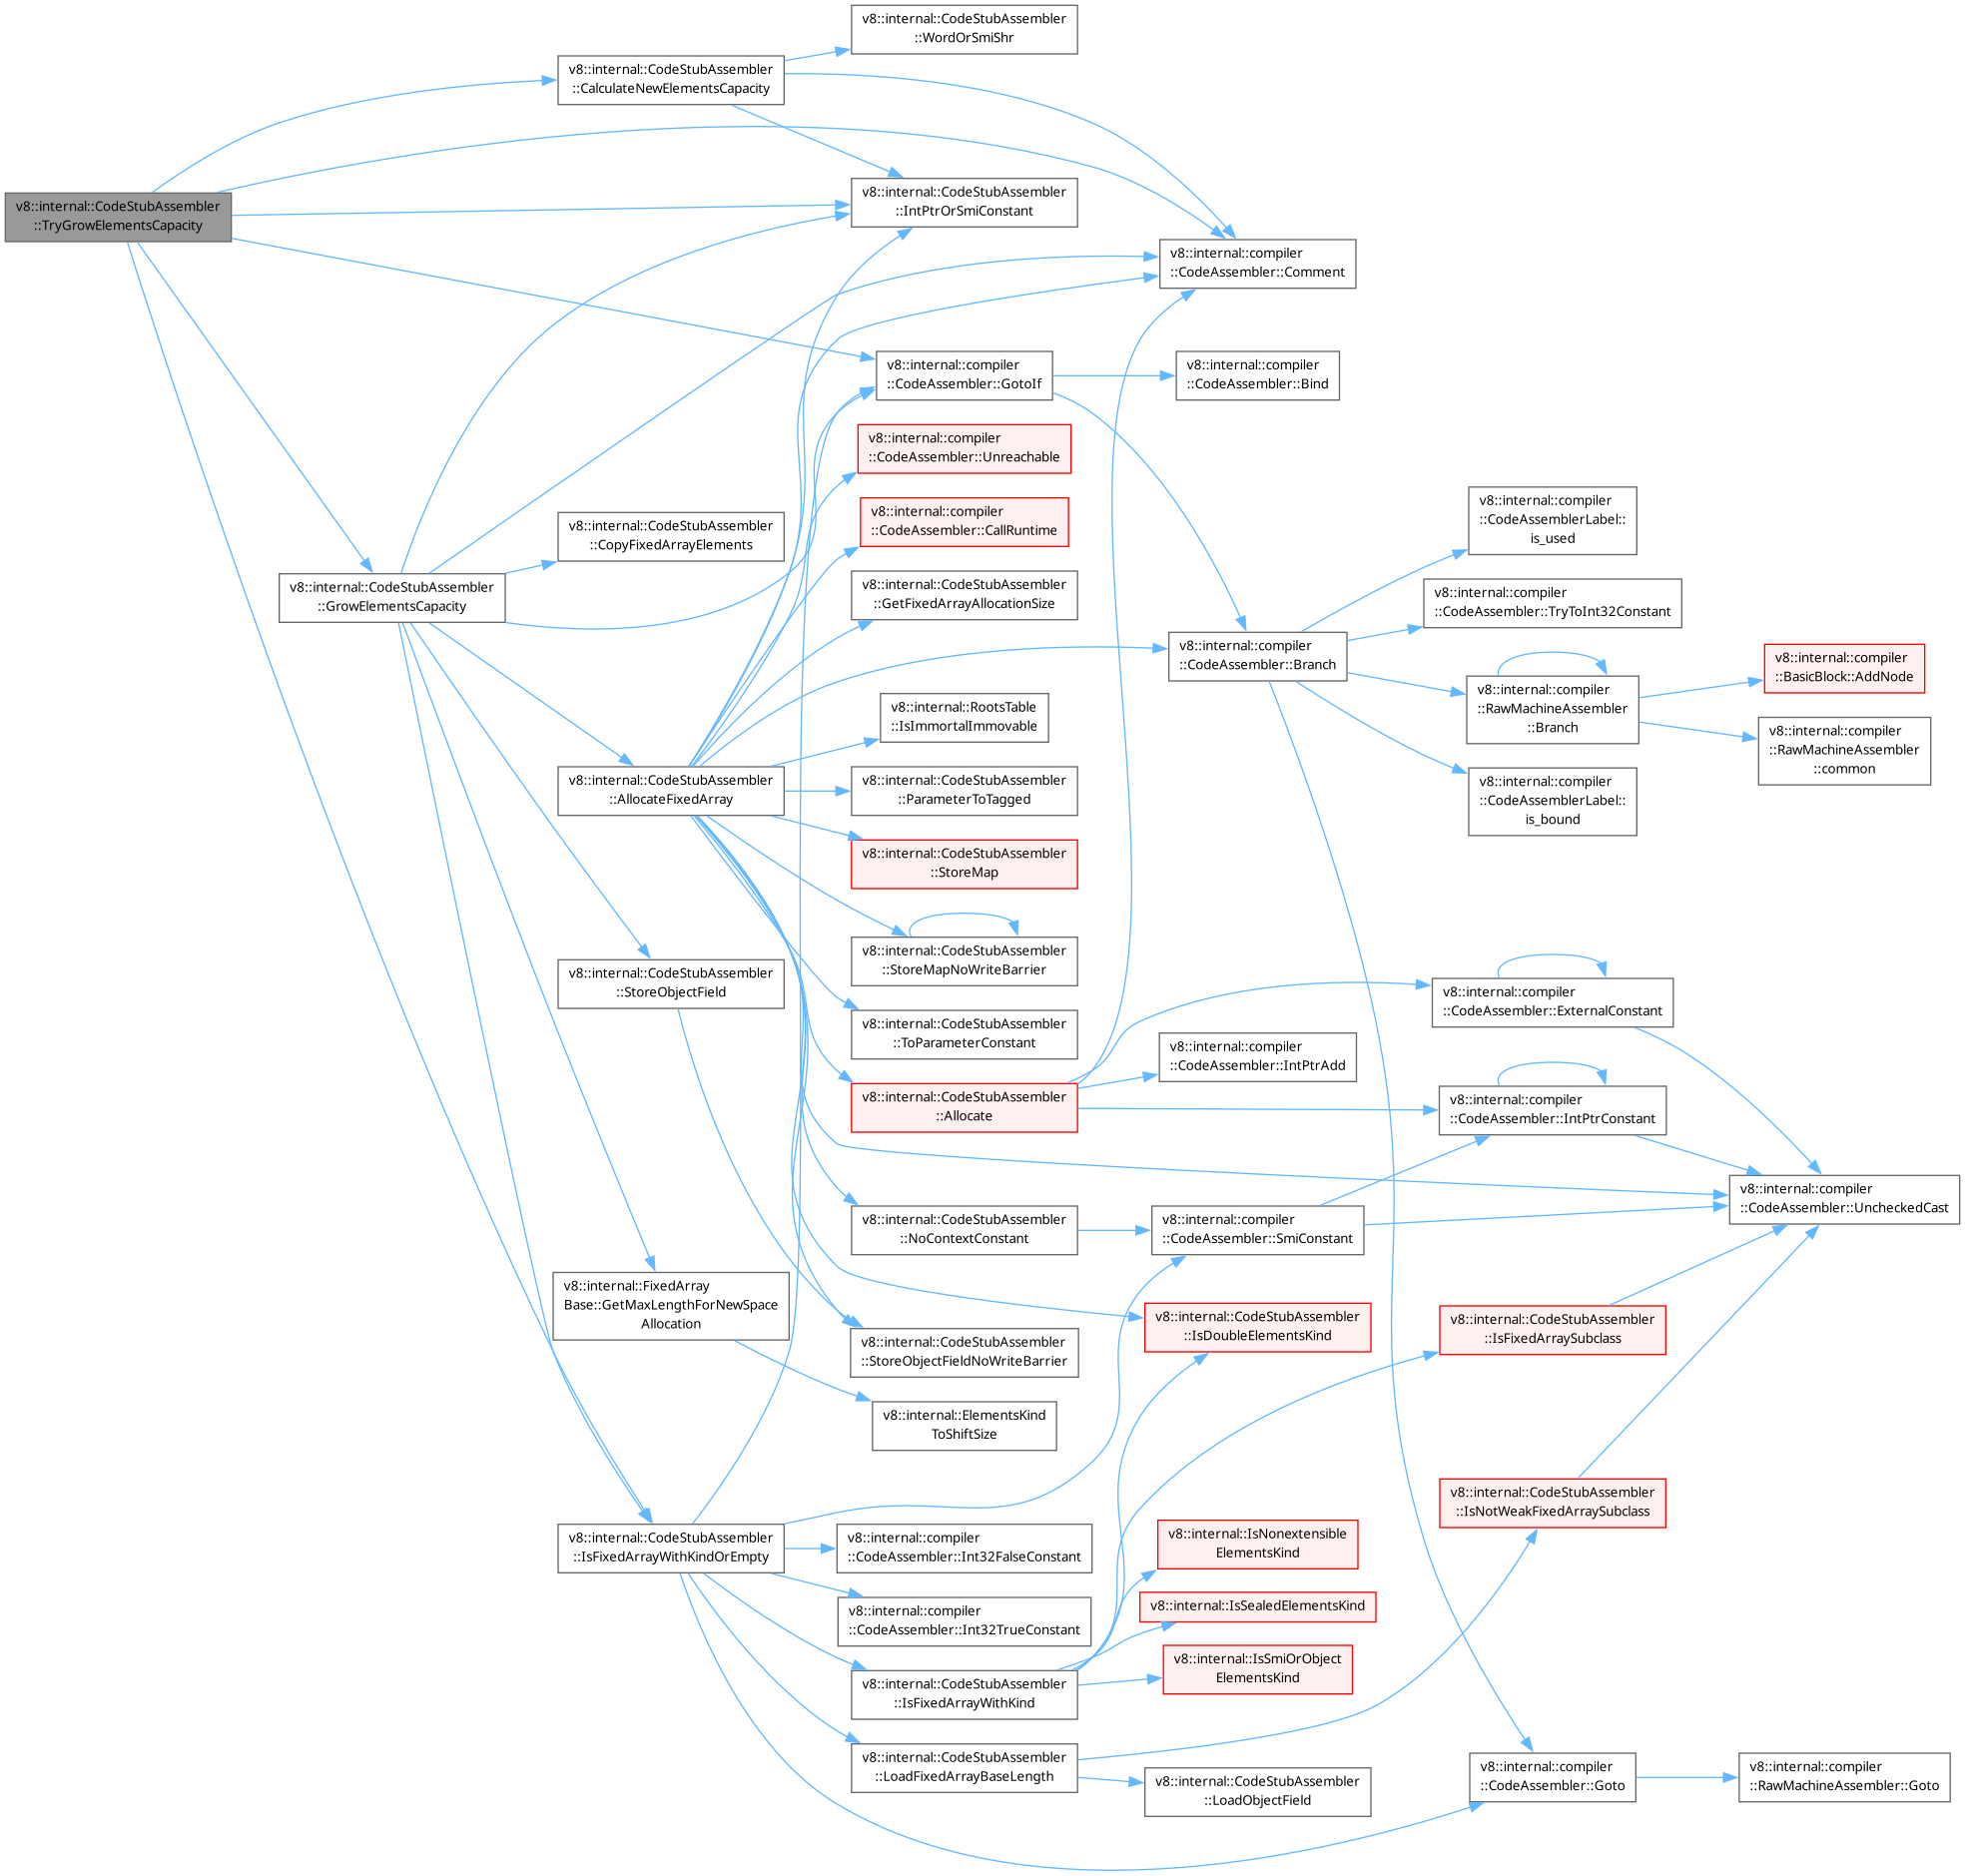 v8::internal::CodeStubAssembler
::TryGrowElementsCapacity
v8::internal::CodeStubAssembler
::CalculateNewElementsCapacity
v8::internal::CodeStubAssembler
::WordOrSmiShr
v8::internal::CodeStubAssembler
::IntPtrOrSmiConstant
v8::internal::compiler
::CodeAssembler::Comment
v8::internal::compiler
::CodeAssembler::GotoIf
v8::internal::compiler
::CodeAssembler::Bind
v8::internal::compiler
::CodeAssembler::Unreachable
v8::internal::compiler
::CodeAssembler::CallRuntime
v8::internal::CodeStubAssembler
::CopyFixedArrayElements
v8::internal::CodeStubAssembler
::GrowElementsCapacity
v8::internal::CodeStubAssembler
::GetFixedArrayAllocationSize
v8::internal::compiler
::CodeAssembler::Branch
v8::internal::compiler
::CodeAssemblerLabel::
is_used
v8::internal::compiler
::CodeAssembler::TryToInt32Constant
v8::internal::compiler
::RawMachineAssembler
::Branch
v8::internal::compiler
::BasicBlock::AddNode
v8::internal::compiler
::RawMachineAssembler
::common
v8::internal::compiler
::CodeAssemblerLabel::
is_bound
v8::internal::RootsTable
::IsImmortalImmovable
v8::internal::CodeStubAssembler
::AllocateFixedArray
v8::internal::CodeStubAssembler
::ParameterToTagged
v8::internal::CodeStubAssembler
::StoreMap
v8::internal::CodeStubAssembler
::StoreMapNoWriteBarrier
v8::internal::CodeStubAssembler
::StoreObjectField
v8::internal::CodeStubAssembler
::ToParameterConstant
v8::internal::compiler
::CodeAssembler::ExternalConstant
v8::internal::compiler
::CodeAssembler::IntPtrAdd
v8::internal::CodeStubAssembler
::Allocate
v8::internal::compiler
::CodeAssembler::IntPtrConstant
v8::internal::compiler
::CodeAssembler::UncheckedCast
v8::internal::CodeStubAssembler
::NoContextConstant
v8::internal::compiler
::CodeAssembler::SmiConstant
v8::internal::FixedArray
Base::GetMaxLengthForNewSpace
Allocation
v8::internal::CodeStubAssembler
::IsDoubleElementsKind
v8::internal::CodeStubAssembler
::IsFixedArraySubclass
v8::internal::CodeStubAssembler
::StoreObjectFieldNoWriteBarrier
v8::internal::ElementsKind
ToShiftSize
v8::internal::CodeStubAssembler
::IsNotWeakFixedArraySubclass
v8::internal::CodeStubAssembler
::IsFixedArrayWithKindOrEmpty
v8::internal::compiler
::CodeAssembler::Int32FalseConstant
v8::internal::IsNonextensible
ElementsKind
v8::internal::compiler
::CodeAssembler::Int32TrueConstant
v8::internal::IsSealedElementsKind
v8::internal::CodeStubAssembler
::IsFixedArrayWithKind
v8::internal::IsSmiOrObject
ElementsKind
v8::internal::CodeStubAssembler
::LoadFixedArrayBaseLength
v8::internal::CodeStubAssembler
::LoadObjectField
v8::internal::compiler
::CodeAssembler::Goto
v8::internal::compiler
::RawMachineAssembler::Goto